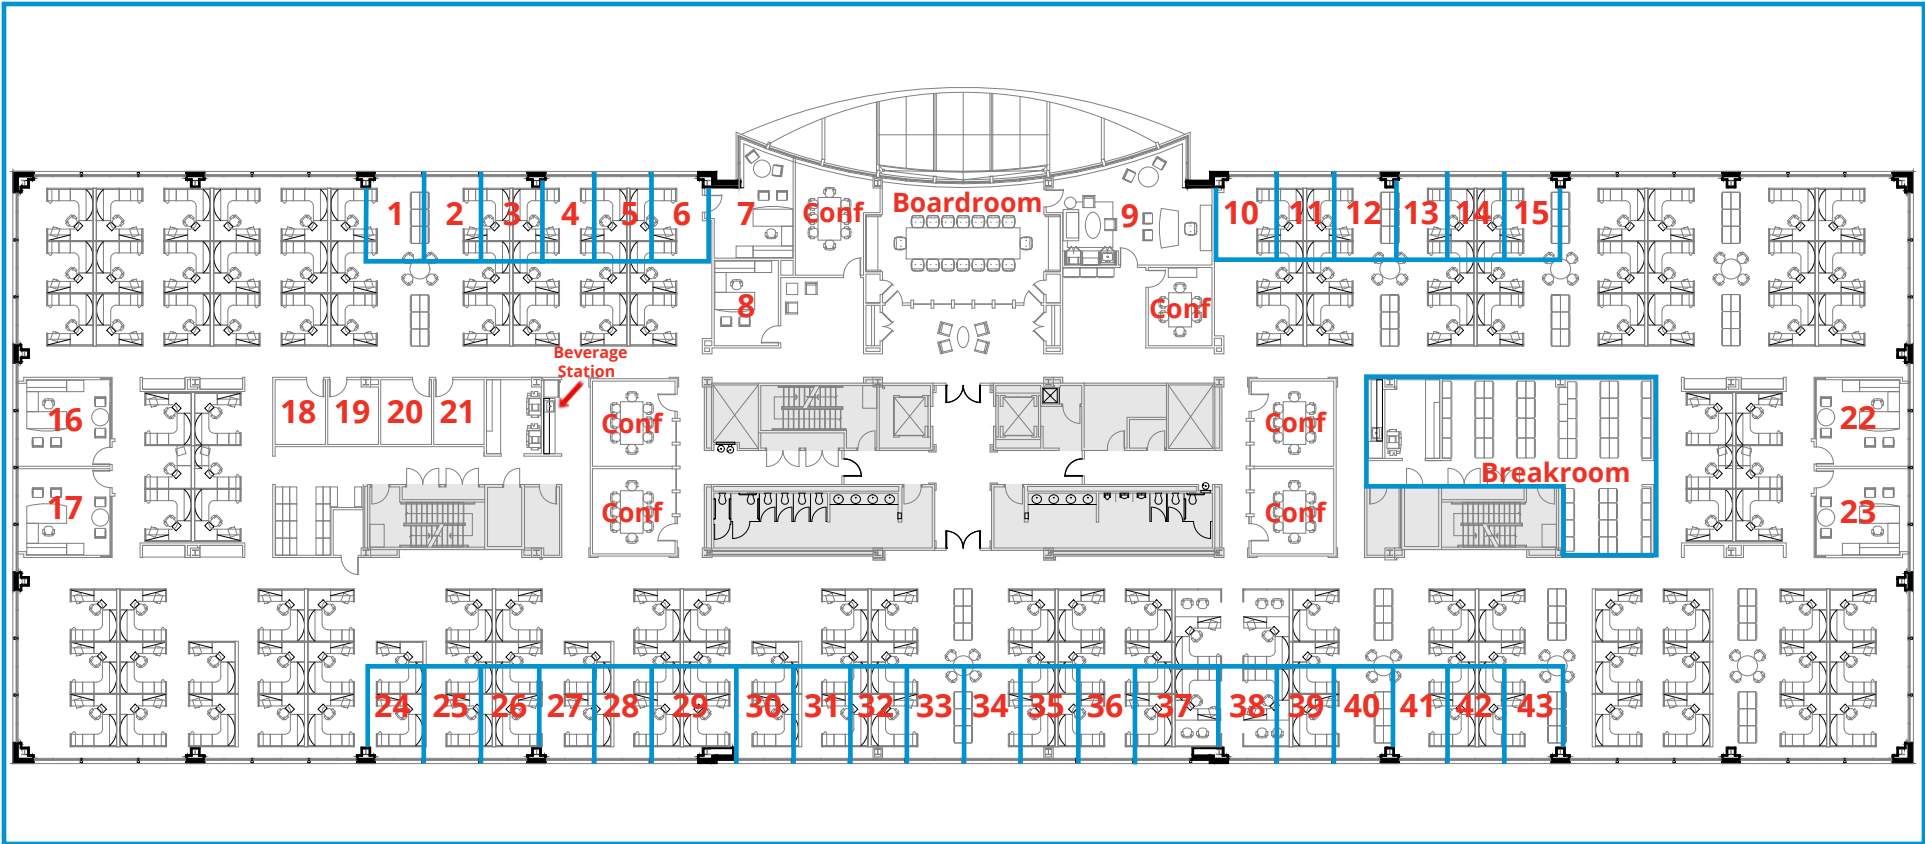 1 2 3 4 5 6 7 Conf Boardroom 9 10 11 12 13 14 15
8 Conf
Beverage
Station
16 18 19 20 21 Conf Conf 22
Breakroom
17 Conf Conf 23
24 25 26 27 28 29 30 31 32 33 34 35 36 37 38 39 40 41 42 43